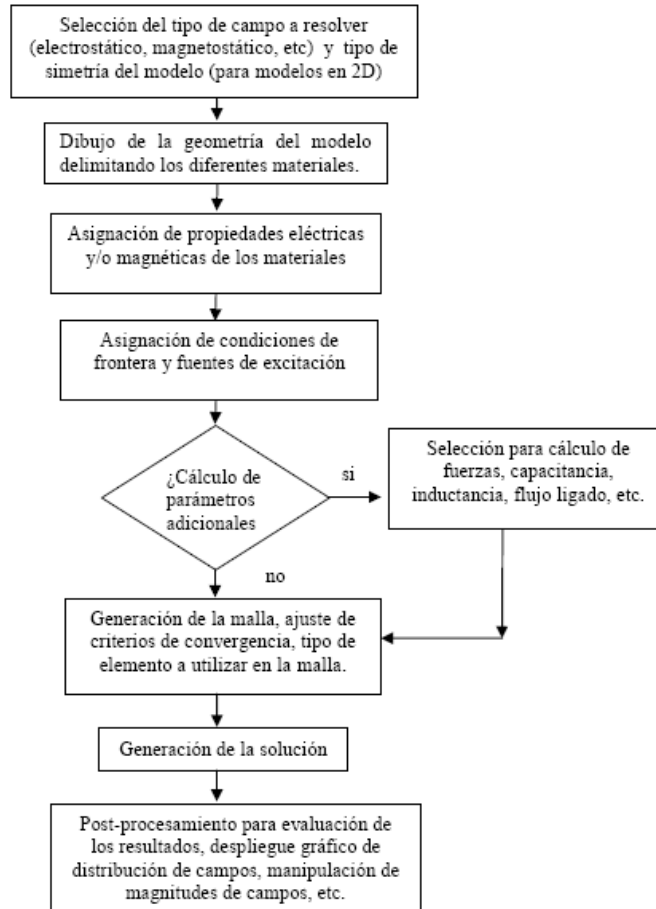 Selección del tipo de campo a resolver
(electrostático, magnetostático, etc) y tipo de
simetría del modelo (para modelos en 2D)
Dibujo de la geometría del modelo
delimitando los diferentes materiales.
Asignación de propiedades eléctricas
y/o magnéticas de los materiales
Asignación de condiciones de
frontera y fuentes de excitación
¿Cálculo de
parámetros
adicionales
si
Selección para cálculo de
fuerzas, capacitancia,
inductancia, flujo ligado, etc.
no
Generación de la malla, ajuste de
criterios de convergencia, tipo de
elemento a utilizar en la malla.
Generación de la solución
Post-procesamiento para evaluación de
los resultados, despliegue gráfico de
distribución de campos, manipulación de
magnitudes de campos, etc.